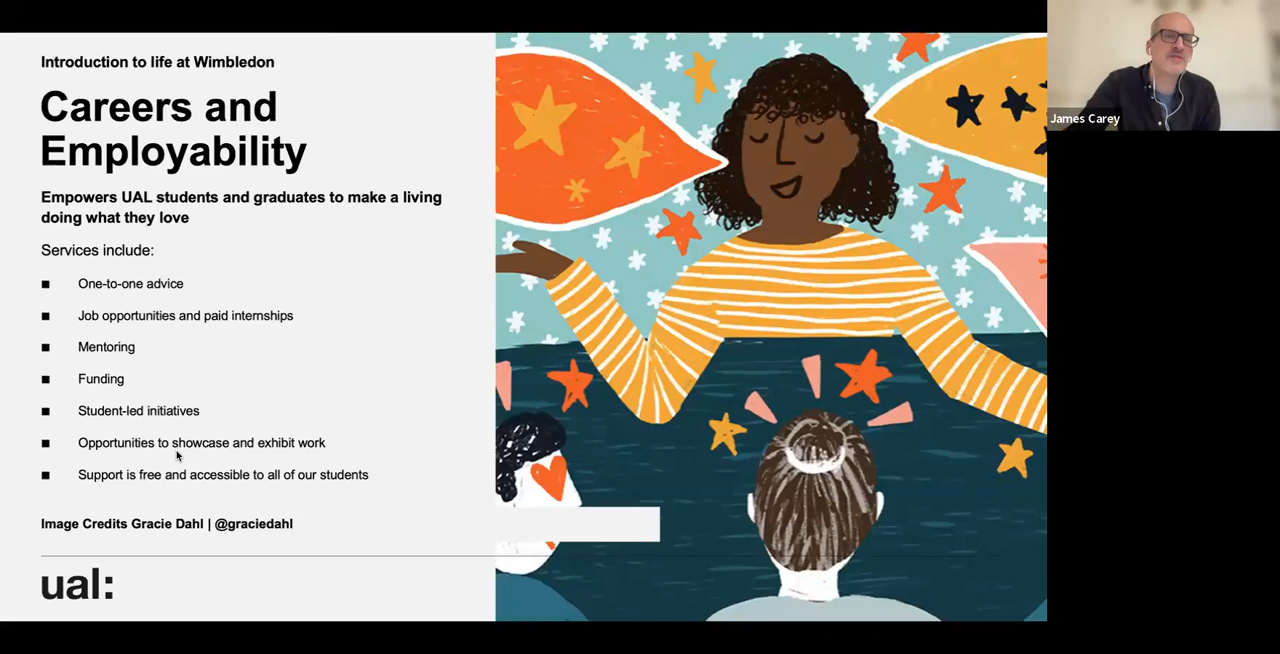 Introduction to life at Wimbledon
Careers and
Employability
Empowers UAL students and graduates to make a living
doing what they love
Services include:
One-to-one advice
Job opportunities and paid internships
Mentoring
Funding
Student-led initiatives
Opportunities to showcase and exhibit work
Support is free and accessible to all of our students
Image Credits Gracie Dahl | @graciedahl
ual:
James Carey